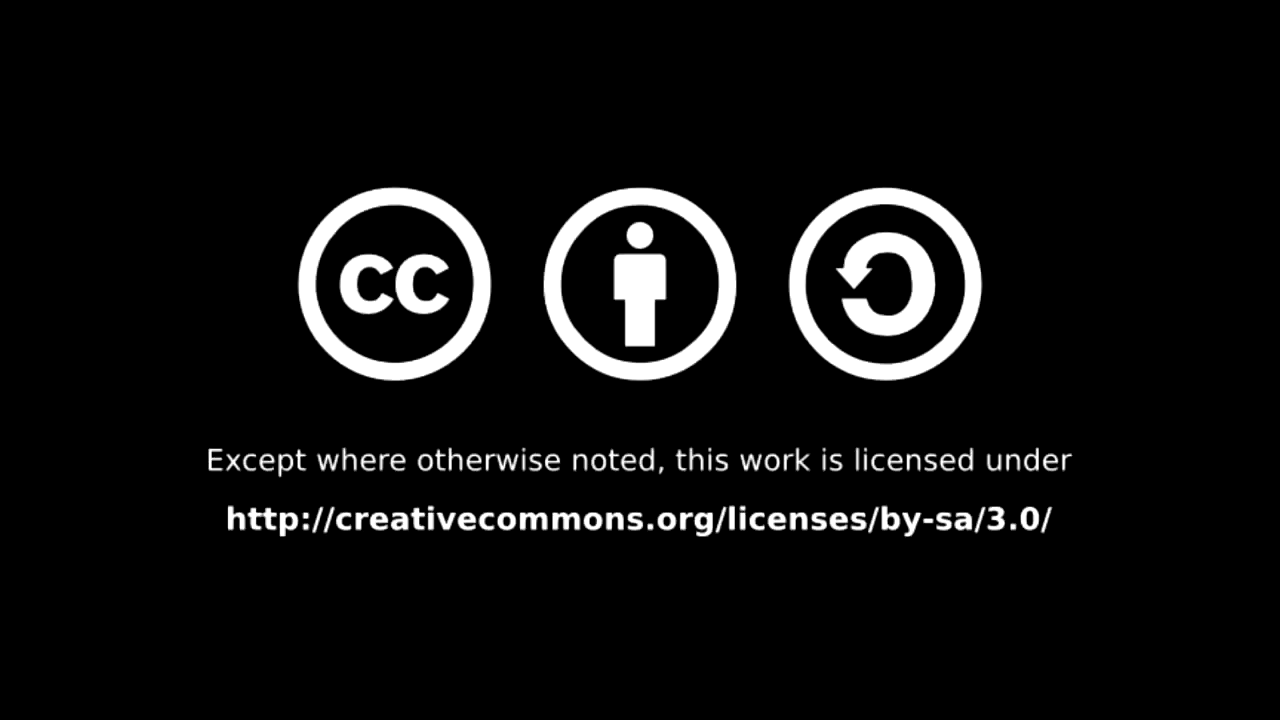 cc
Except where otherwise noted, this work is licensed under
http://creativecommons.org/licenses/by-sa/3.0/